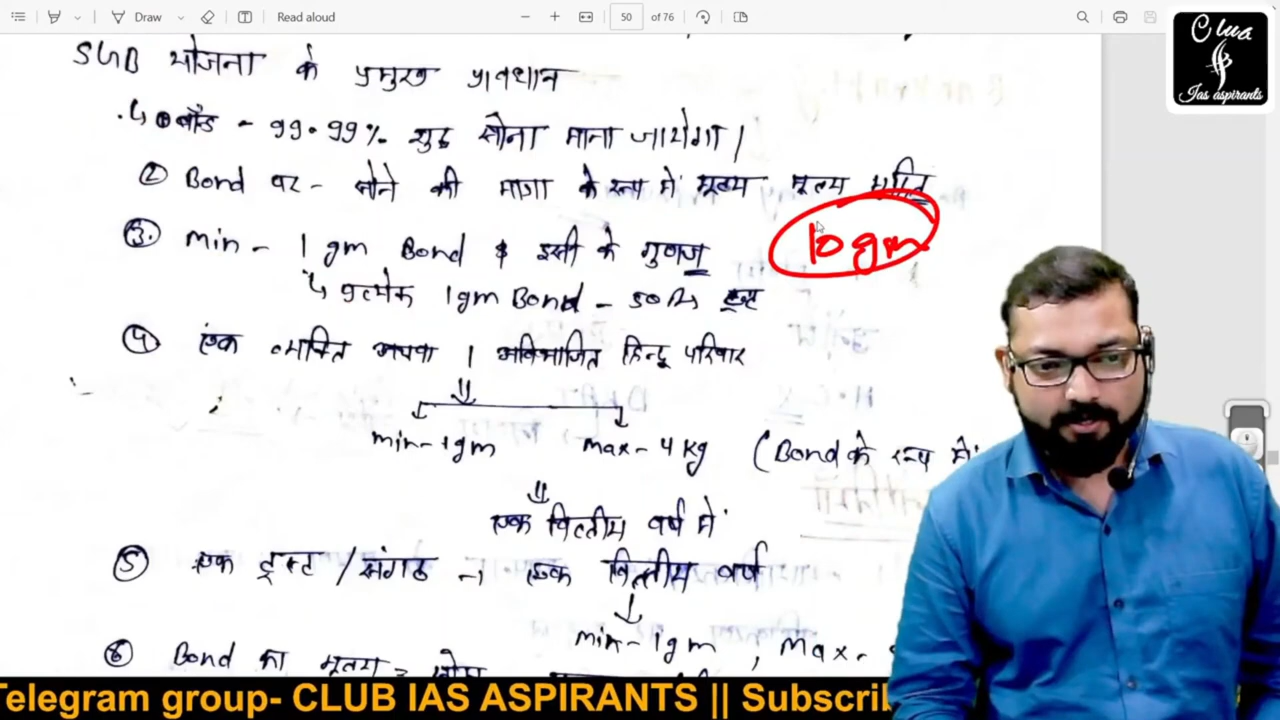 Draw
Read aloud
50 of 76
Clua
Ias aspirants
SGB योजना के प्रमुख प्रावधान
① बौंड - 99.99% शुद्ध सोना माना जायेगा।
② Bond पर - सोने की मात्रा के रूप में मूल्य
10 gm
③. min - 1 gm Bond & इसी के गुणज
प्रत्येक 1gm Bond - 50 Rs छूट
④ एक व्यक्ति अथवा 1 अविभाजित हिन्दू परिवार
min-1gm max-4 kg (Bond के रूप में
एक वित्तीय वर्ष में
⑤ एक ट्रस्ट / संगठ → एक वित्तीय वर्ष
min-1gm , Max-
⑥ Bond का मूल्य
Telegram group- CLUB IAS ASPIRANTS || Subscri